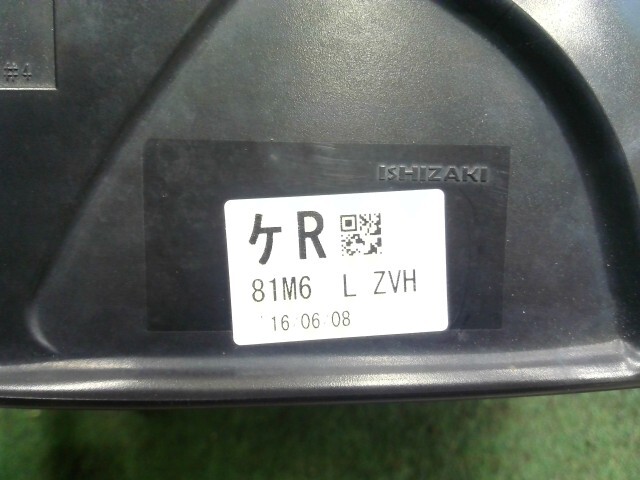 #4
ISHIZAKI
ケR
81M6 L ZVH
'16 06 08